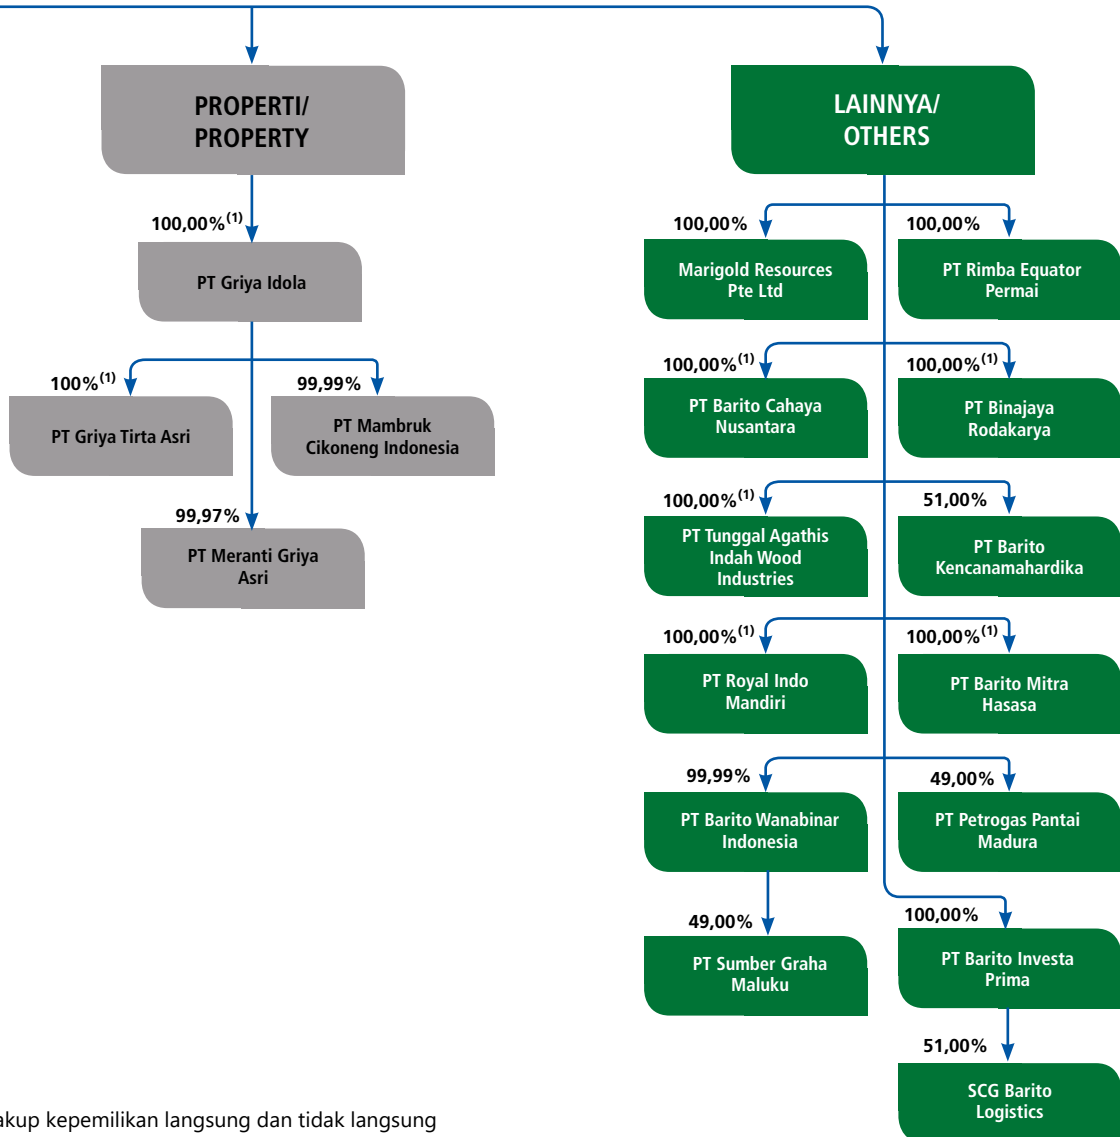 PROPERTI/
PROPERTY
100,00%(1)
PT Griya Idola
100%(1)
PT Griya Tirta Asri
99,99%
PT Mambruk
Cikoneng Indonesia
99,97%
PT Meranti Griya
Asri
LAINNYA/
OTHERS
100,00%
Marigold Resources
Pte Ltd
100,00%
PT Rimba Equator
Permai
100,00%(1)
PT Barito Cahaya
Nusantara
100,00%(1)
PT Binajaya
Rodakarya
100,00%(1)
PT Tunggal Agathis
Indah Wood
Industries
51,00%
PT Barito
Kencanamahardika
100,00%(1)
PT Royal Indo
Mandiri
100,00%(1)
PT Barito Mitra
Hasasa
99,99%
PT Barito Wanabinar
Indonesia
49,00%
PT Petrogas Pantai
Madura
49,00%
PT Sumber Graha
Maluku
100,00%
PT Barito Investa
Prima
51,00%
SCG Barito
Logistics
akup kepemilikan langsung dan tidak langsung